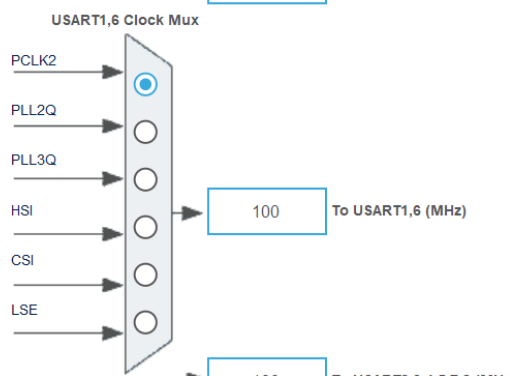 USART1,6 Clock Mux
PCLK2
PLL2Q
PLL3Q
HSI
100
To USART1,6 (MHz)
CSI
LSE